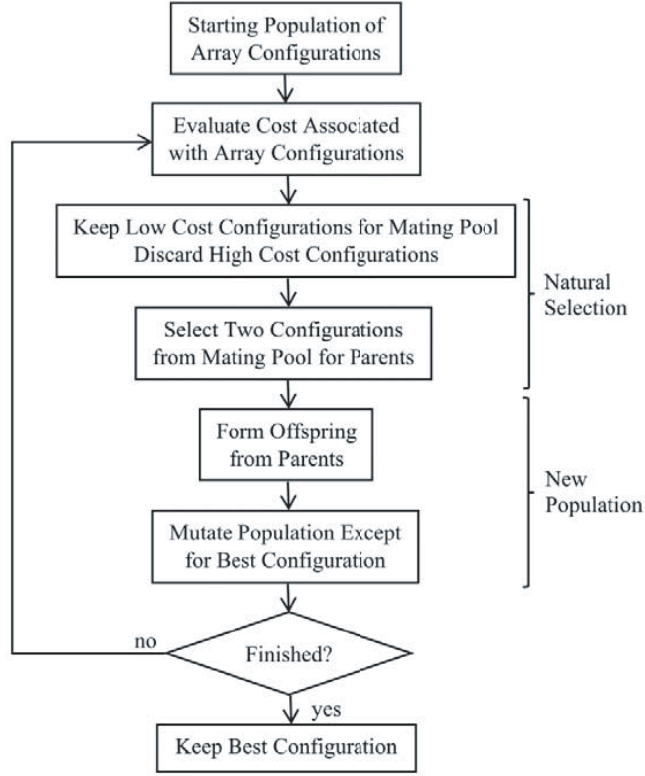 Starting Population of
Array Configurations
Evaluate Cost Associated
with Array Configurations
Keep Low Cost Configurations for Mating Pool
Discard High Cost Configurations
Natural
Selection
Select Two Configurations
from Mating Pool for Parents
Form Offspring
from Parents
New
Population
Mutate Population Except
for Best Configuration
no
Finished?
yes
Keep Best Configuration